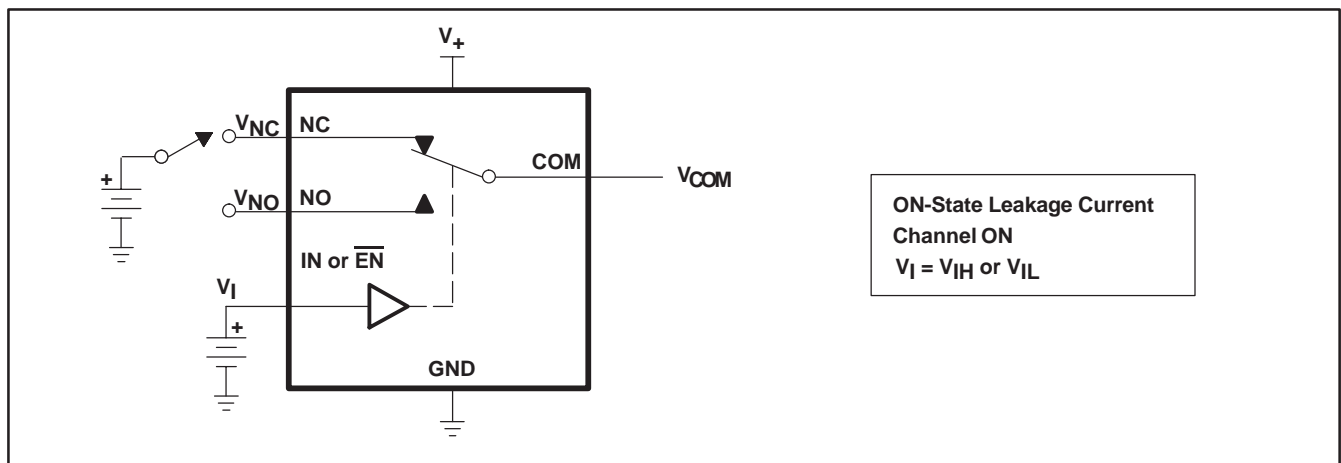 V+
VNC NC
COM
VCOM
VNO NO
ON-State Leakage Current
Channel ON
VI = VIH or VIL
IN or E̅N̅
VI
+
+
GND